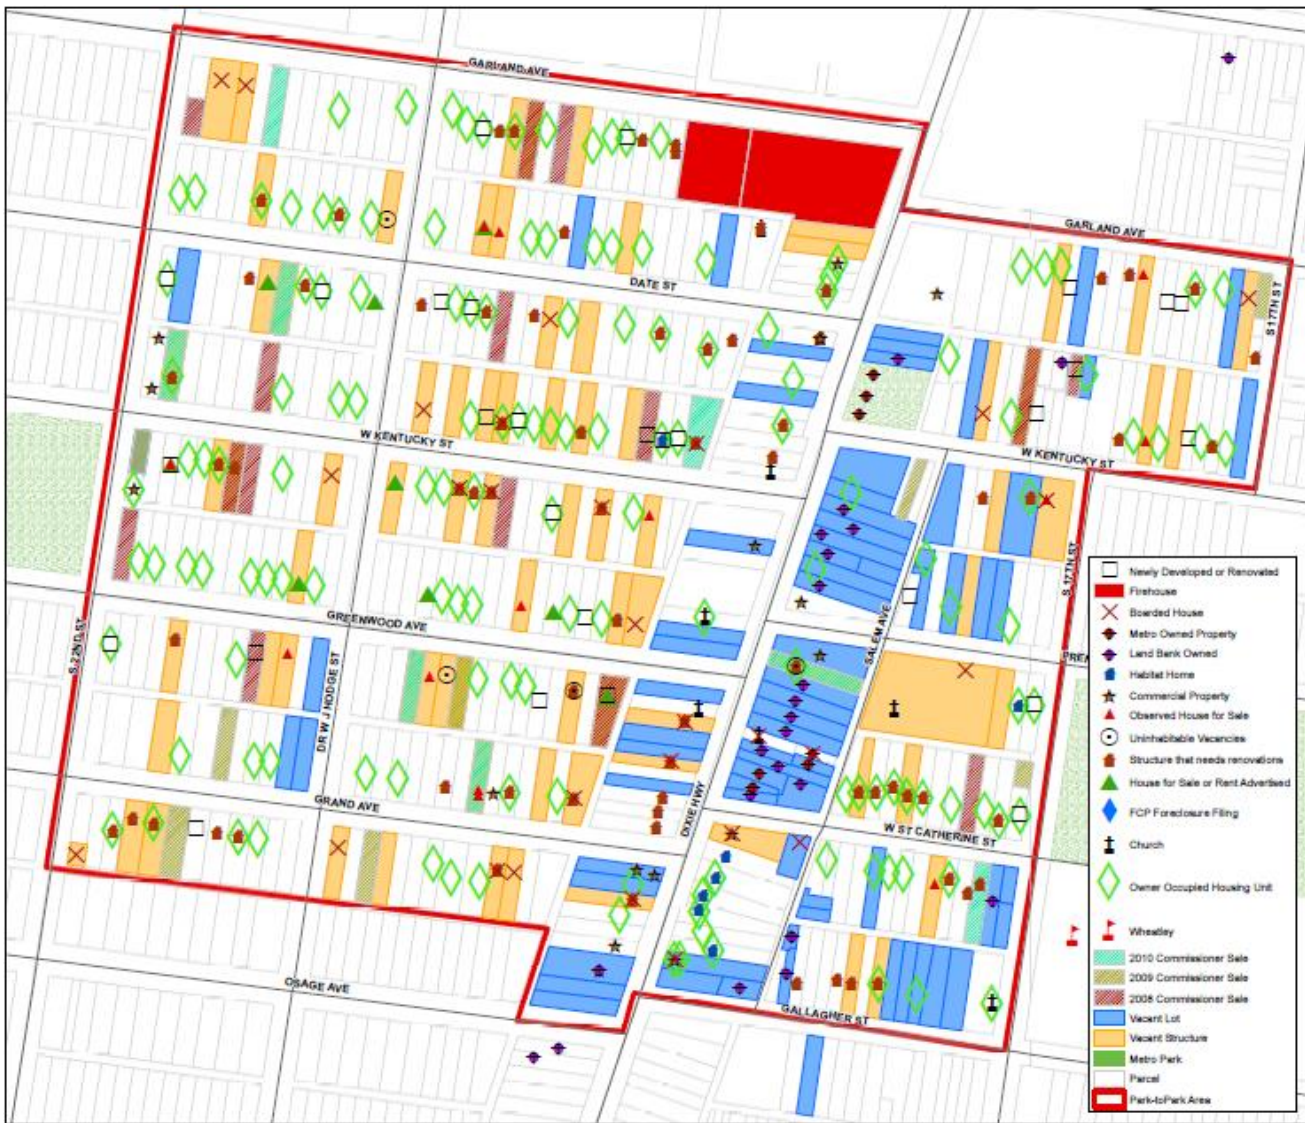 GARLAND AVE
GARLAND AVE
S 17TH ST
DATE ST
W KENTUCKY ST
W KENTUCKY ST
S 17TH ST
SALEM AVE
GREENWOOD AVE
S 22ND ST
DR W J HODGE ST
PREN
DIXIE HWY
GRAND AVE
W ST CATHERINE ST
OSAGE AVE
GALLAGHER ST
Newly Developed or Renovated
Firehouse
Boarded House
Metro Owned Property
Land Bank Owned
Habitat Home
Commercial Property
Observed House for Sale
Uninhabitable Vacancies
Structure that needs renovations
House for Sale or Rent Advertised
FCP Foreclosure Filing
Church
Owner Occupied Housing Unit
Wheatley
2010 Commissioner Sale
2009 Commissioner Sale
2008 Commissioner Sale
Vacant Lot
Vacant Structure
Metro Park
Parcel
Park-toPark Area